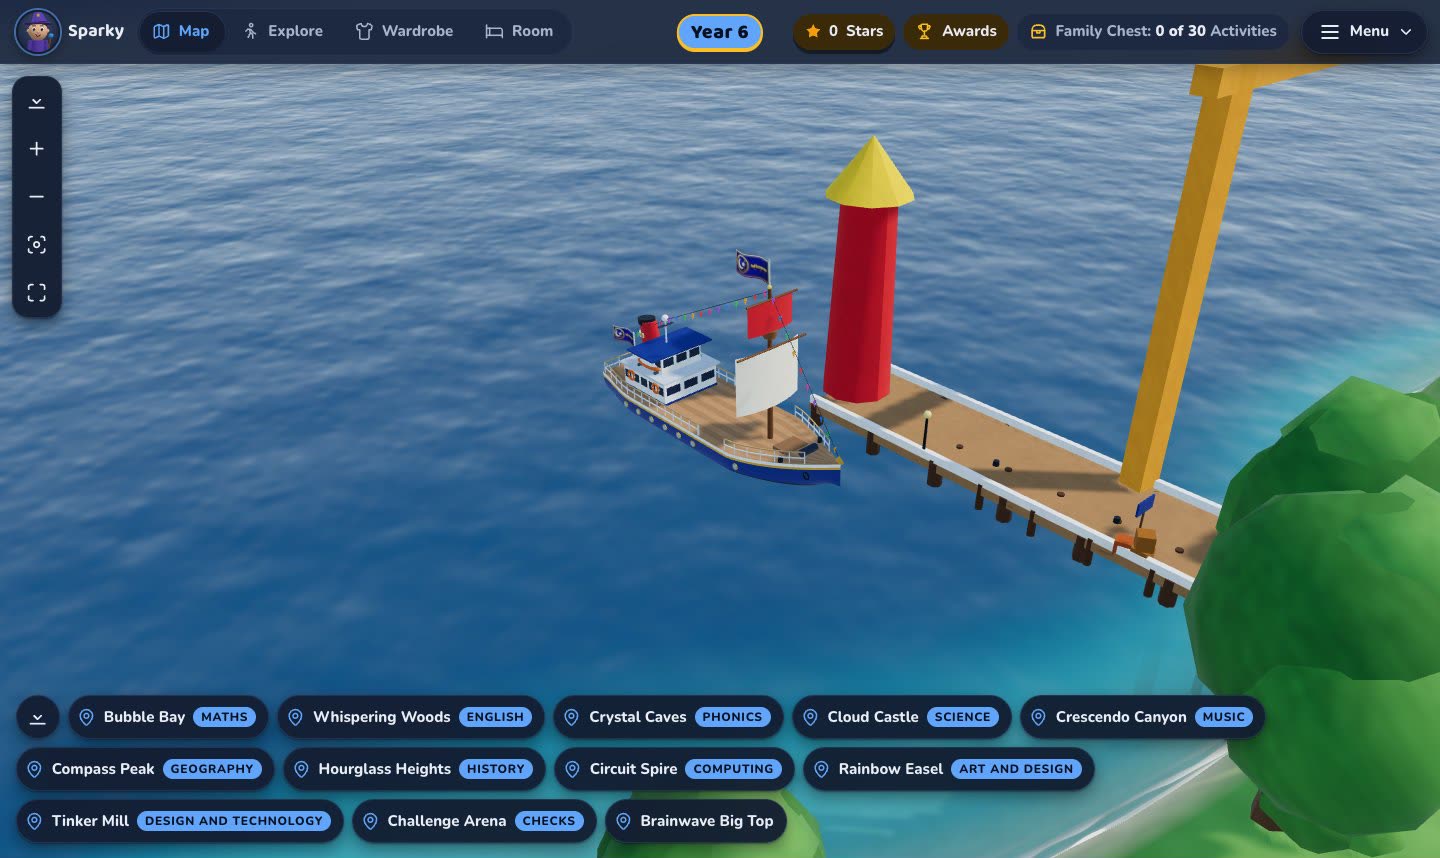 Sparky
Map
Explore
Wardrobe
Room
Year 6
0 Stars
Awards
Family Chest: 0 of 30 Activities
Menu
Bubble Bay MATHS
Whispering Woods ENGLISH
Crystal Caves PHONICS
Cloud Castle SCIENCE
Crescendo Canyon MUSIC
Compass Peak GEOGRAPHY
Hourglass Heights HISTORY
Circuit Spire COMPUTING
Rainbow Easel ART AND DESIGN
Tinker Mill DESIGN AND TECHNOLOGY
Challenge Arena CHECKS
Brainwave Big Top